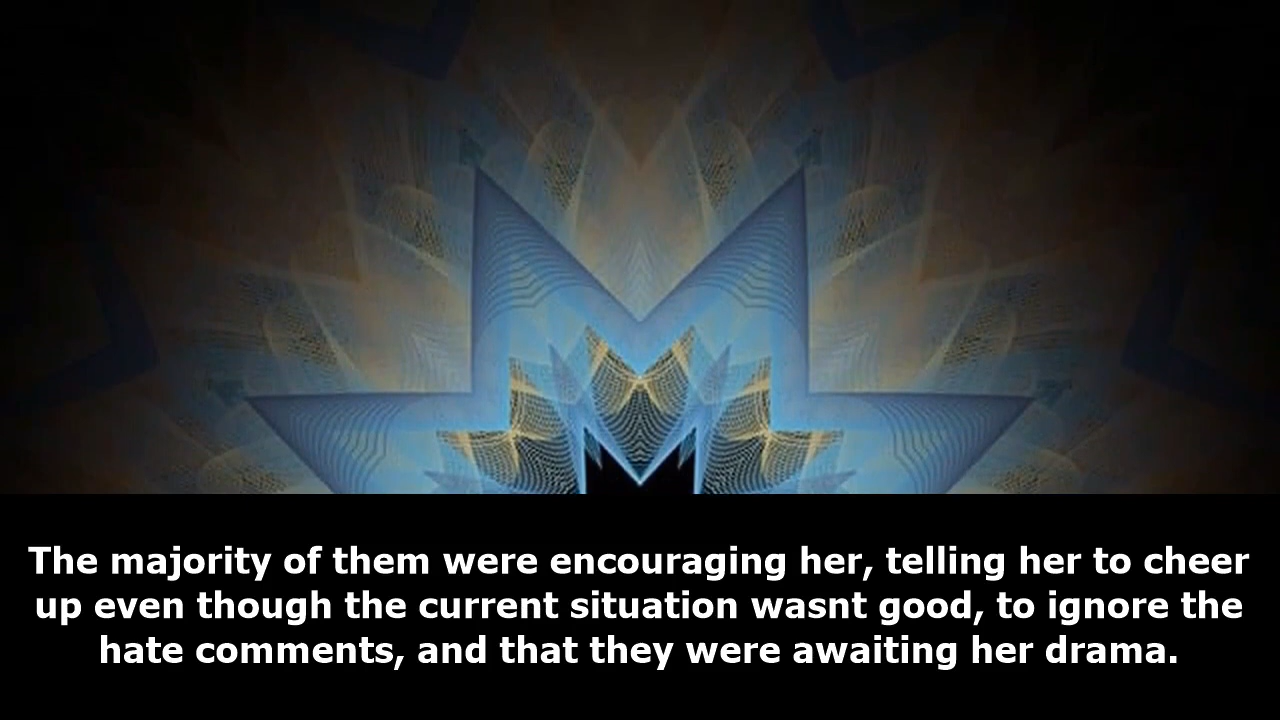 The majority of them were encouraging her, telling her to cheer
up even though the current situation wasnt good, to ignore the
hate comments, and that they were awaiting her drama.